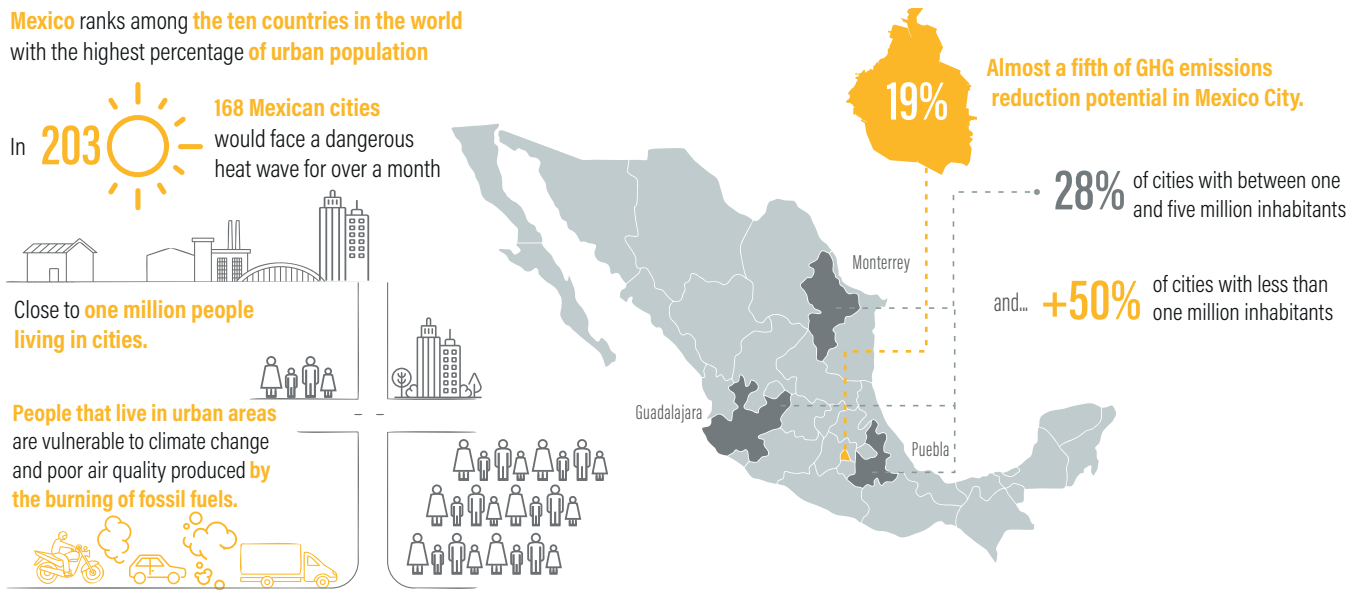 Mexico ranks among the ten countries in the world
with the highest percentage of urban population
In 203
168 Mexican cities
would face a dangerous
heat wave for over a month
Close to one million people
living in cities.
People that live in urban areas
are vulnerable to climate change
and poor air quality produced by
the burning of fossil fuels.
19%
Almost a fifth of GHG emissions
reduction potential in Mexico City.
28% of cities with between one
and five million inhabitants
and... +50% of cities with less than
one million inhabitants
Monterrey
Guadalajara
Puebla